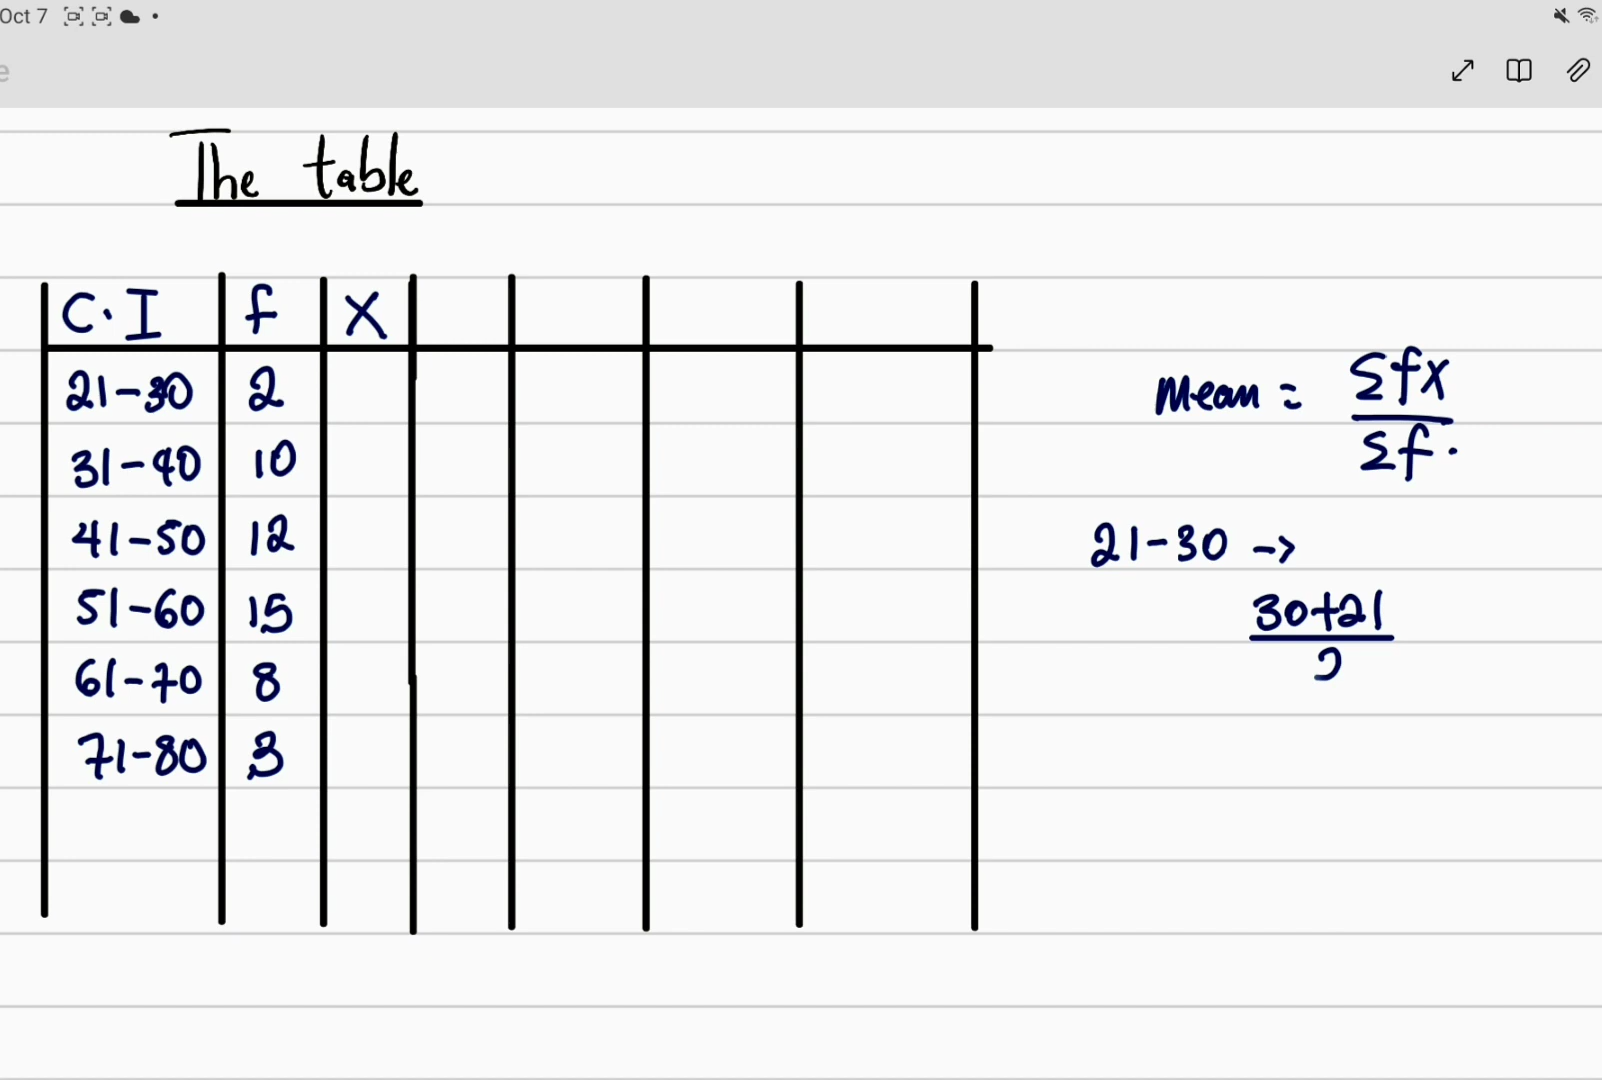 Oct 7
e
The table
C.I f X
21-30 2
31-40 10
41-50 12
51-60 15
61-70 8
71-80 3
Mean = Σfx
Σf.
21-30 ->
30+21
2